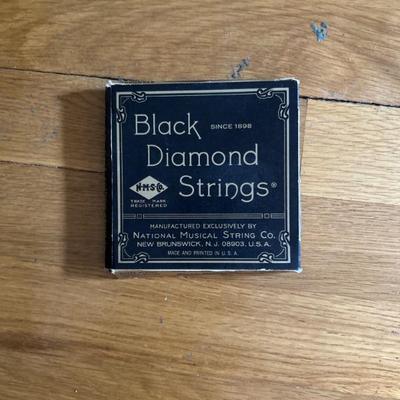 Black
SINCE 1898
Diamond
Strings®
N.M.S.Co.
TRADE MARK
REGISTERED
MANUFACTURED EXCLUSIVELY BY
NATIONAL MUSICAL STRING CO.
NEW BRUNSWICK, N. J. 08903, U.S.A.
MADE AND PRINTED IN U.S.A.